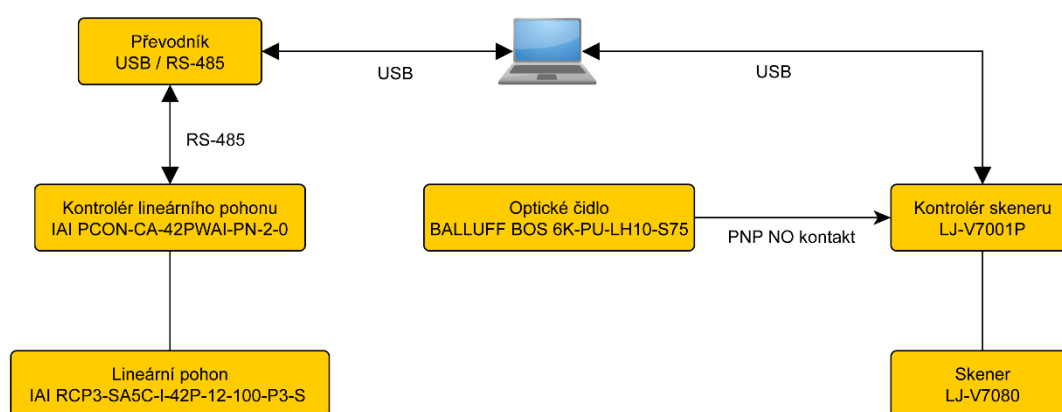 Převodník
USB / RS-485
USB
USB
RS-485
Kontrolér lineárního pohonu
IAI PCON-CA-42PWAI-PN-2-0
Optické čidlo
BALLUFF BOS 6K-PU-LH10-S75
PNP NO kontakt
Kontrolér skeneru
LJ-V7001P
Lineární pohon
IAI RCP3-SA5C-I-42P-12-100-P3-S
Skener
LJ-V7080